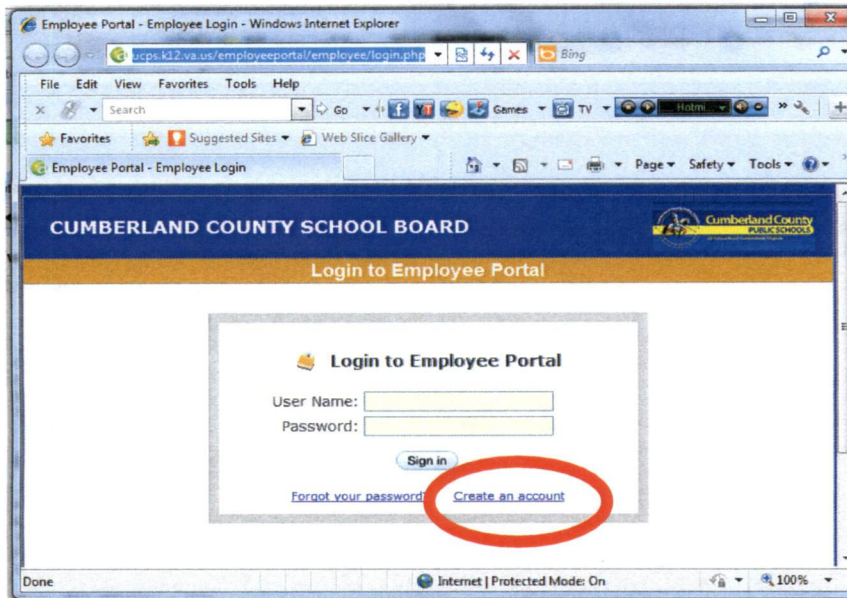 Employee Portal - Employee Login - Windows Internet Explorer
ucps.k12.va.us/employeeportal/employee/login.php
Bing
File Edit View Favorites Tools Help
Search Go Games TV Hotmi...
Favorites Suggested Sites Web Slice Gallery
Employee Portal - Employee Login Page Safety Tools
CUMBERLAND COUNTY SCHOOL BOARD
Cumberland County
PUBLIC SCHOOLS
Login to Employee Portal
Login to Employee Portal
User Name:
Password:
Sign in
Forgot your password? Create an account
Done Internet | Protected Mode: On 100%